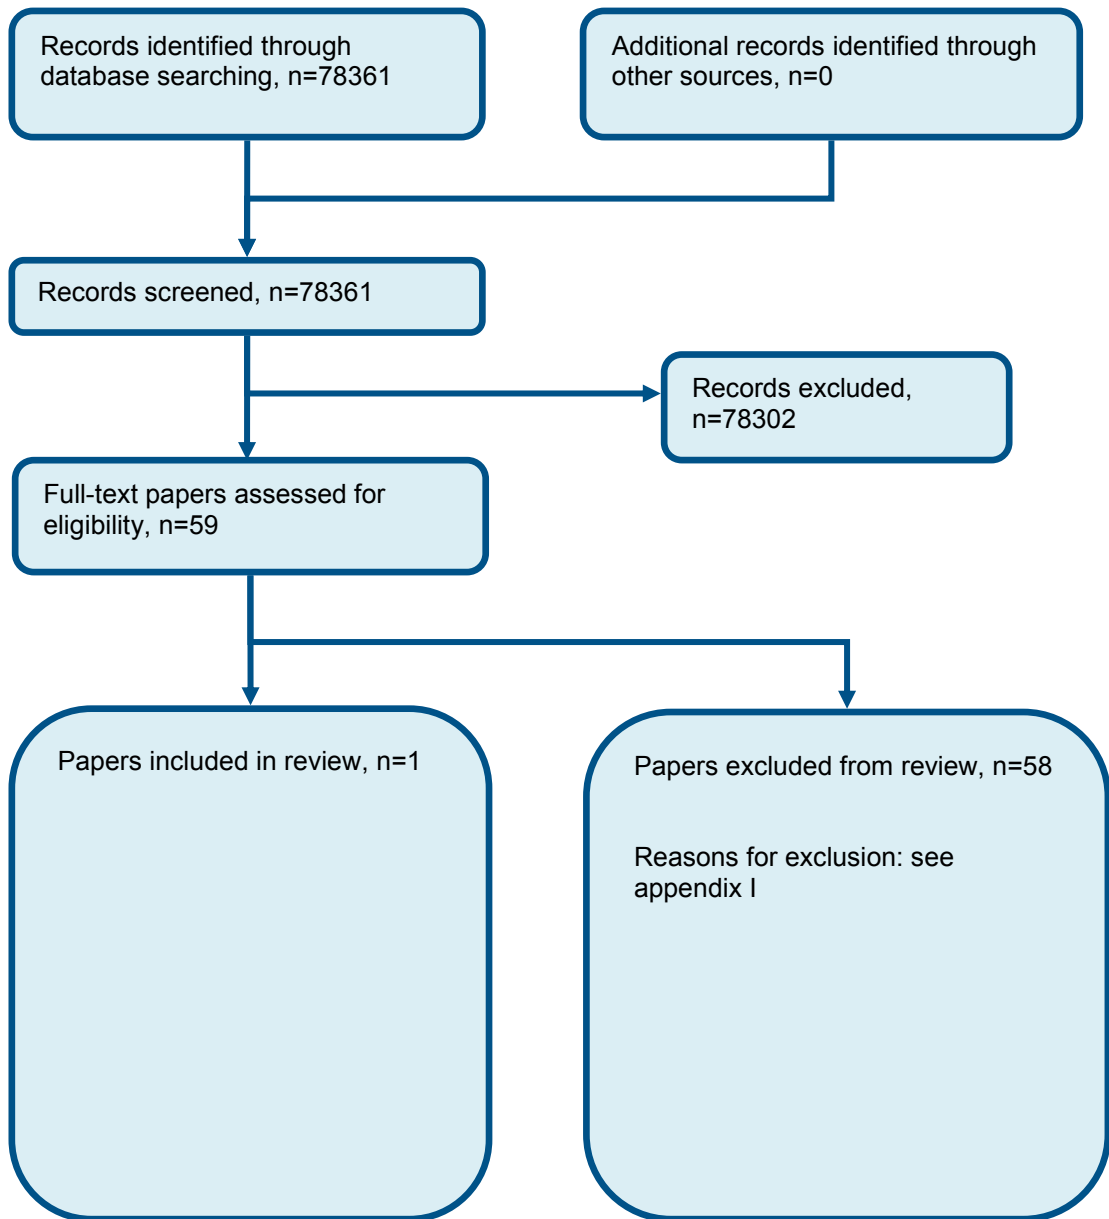 Records identified through
database searching, n=78361
Additional records identified through
other sources, n=0
Records screened, n=78361
Records excluded,
n=78302
Full-text papers assessed for
eligibility, n=59
Papers included in review, n=1
Papers excluded from review, n=58
Reasons for exclusion: see
appendix I